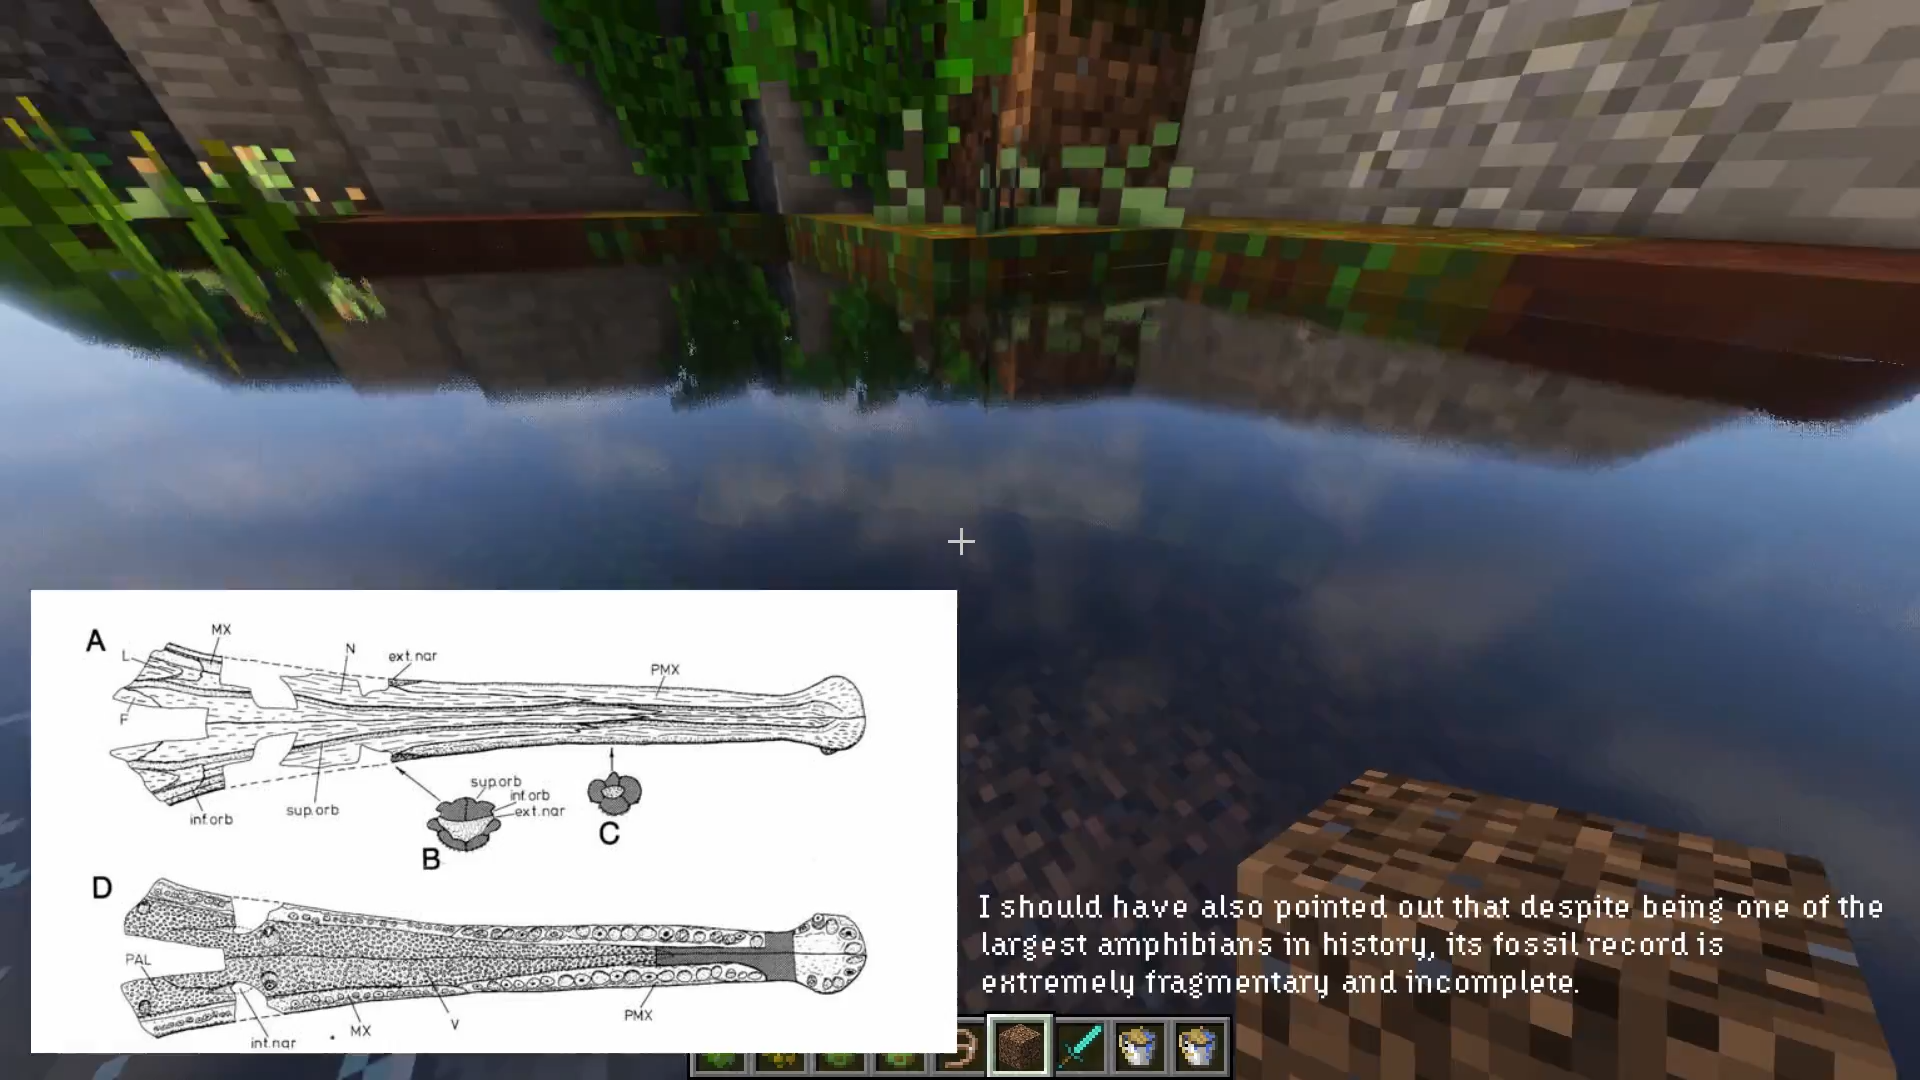 A
MX
L
N
ext.nar
PMX
F
inf.orb
sup.orb
sup.orb
inf.orb
ext.nar
B
C
D
PAL
int.nar
MX
V
PMX
I should have also pointed out that despite being one of the
largest amphibians in history, its fossil record is
extremely fragmentary and incomplete.